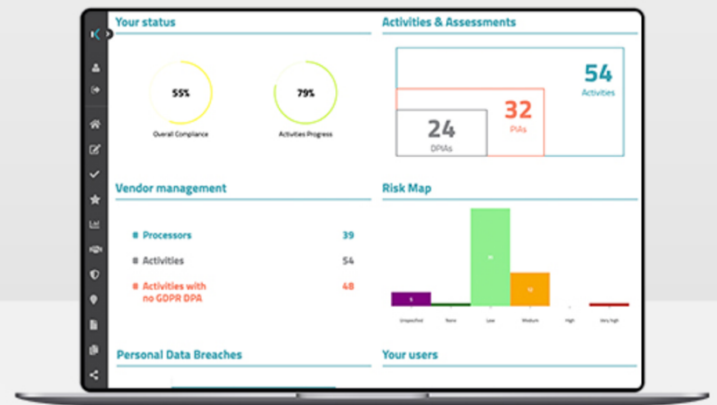 Your status
55%
Overall Compliance
79%
Activities Progress
Activities & Assessments
54
Activities
32
PIAs
24
DPIAs
Vendor management
# Processors 39
# Activities 54
# Activities with 48
no GDPR DPA
Risk Map
Unspecified
None
Low
Medium
High
Very high
Personal Data Breaches
Your users